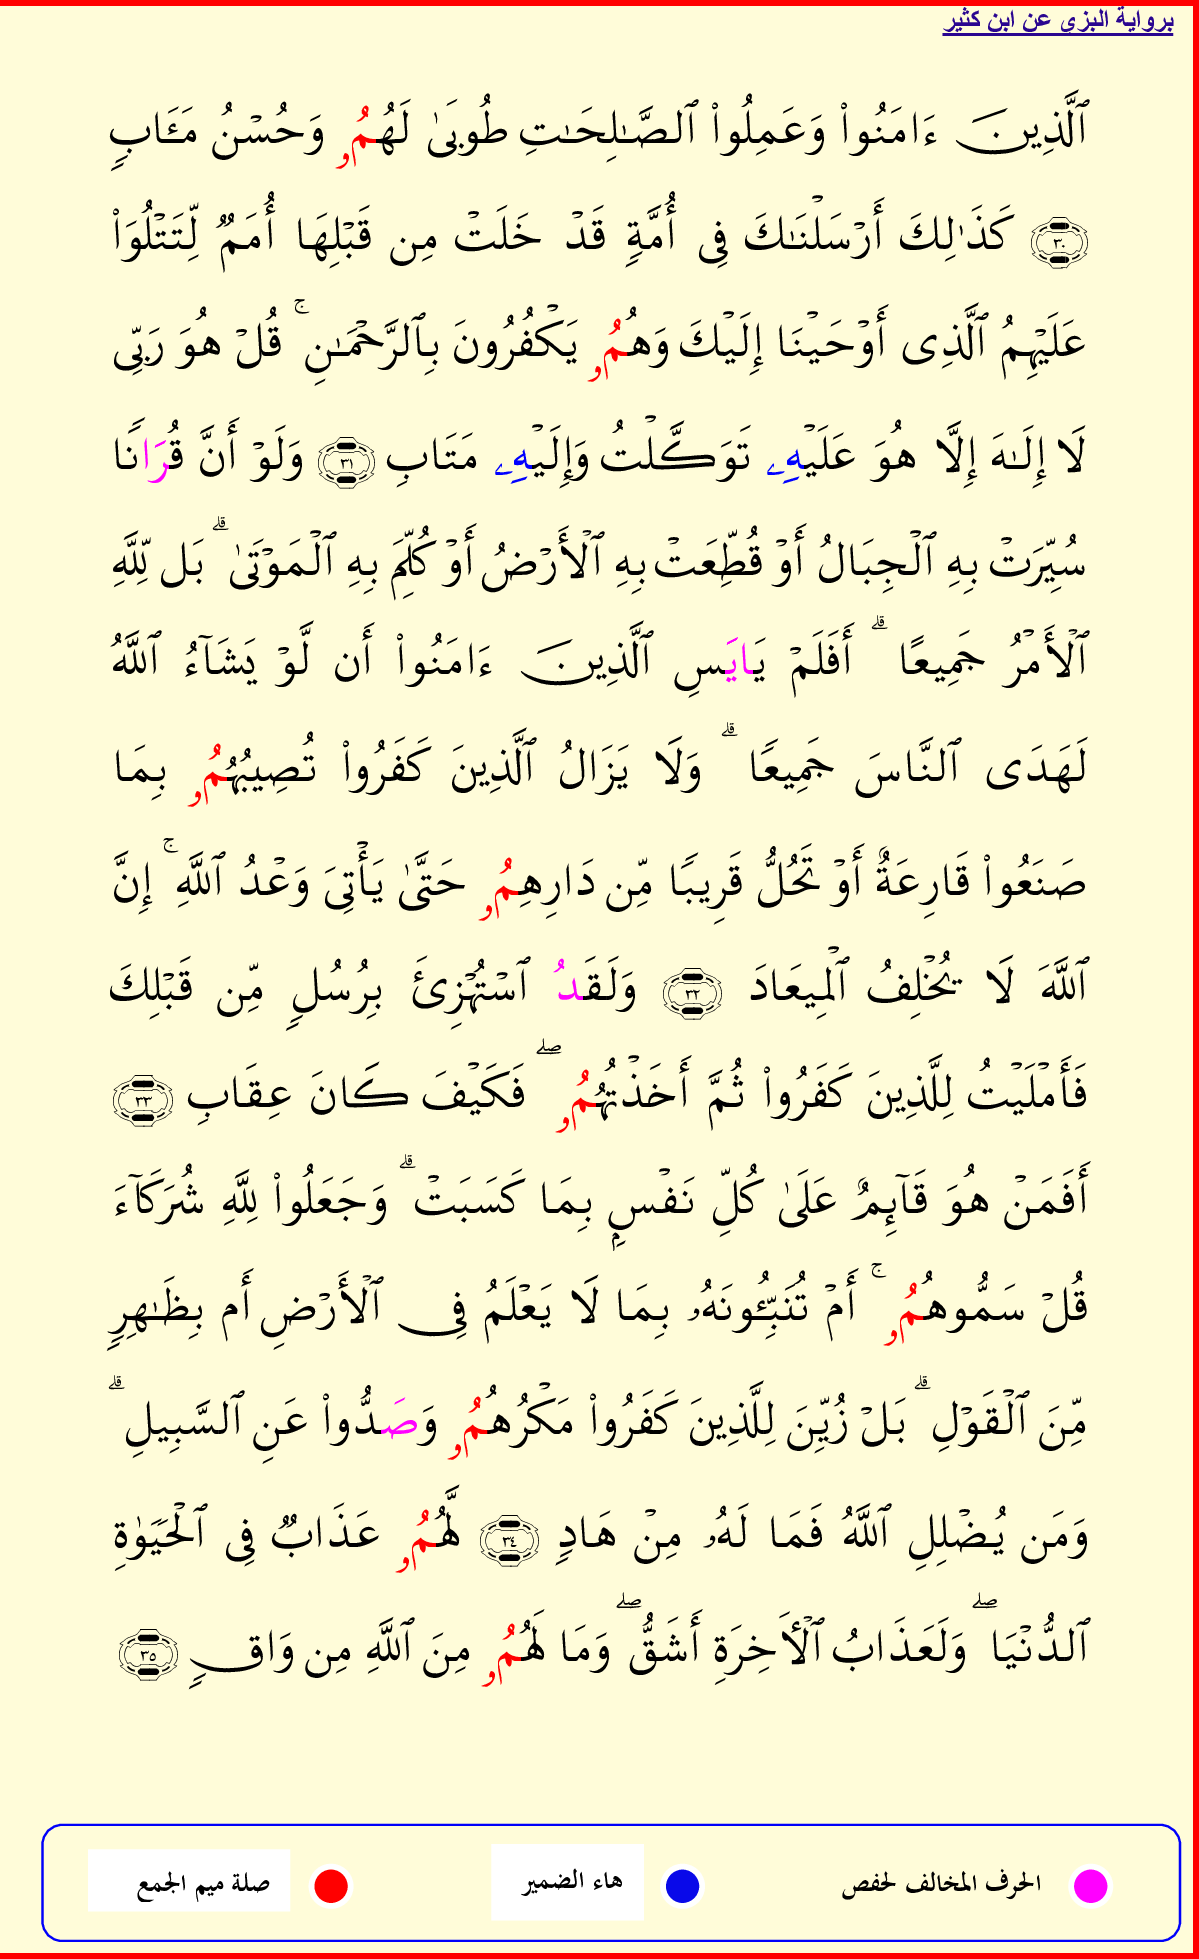 برواية البزي عن ابن كثير
ٱلَّذِينَ ءَامَنُواْ وَعَمِلُواْ ٱلصَّٰلِحَٰتِ طُوبَىٰ لَهُمُۥ وَحُسۡنُ مَـَٔابٖ
٣٠ كَذَٰلِكَ أَرۡسَلۡنَٰكَ فِي أُمَّةٖ قَدۡ خَلَتۡ مِن قَبۡلِهَا أُمَمٞ لِّتَتۡلُوَاْ
عَلَيۡهِمُ ٱلَّذِي أَوۡحَيۡنَا إِلَيۡكَ وَهُمُۥ يَكۡفُرُونَ بِٱلرَّحۡمَٰنِۚ قُلۡ هُوَ رَبِّي
لَا إِلَٰهَ إِلَّا هُوَ عَلَيۡهِۦ تَوَكَّلۡتُ وَإِلَيۡهِۦ مَتَابِ ٣١ وَلَوۡ أَنَّ قُرَانٗا
سُيِّرَتۡ بِهِ ٱلۡجِبَالُ أَوۡ قُطِّعَتۡ بِهِ ٱلۡأَرۡضُ أَوۡ كُلِّمَ بِهِ ٱلۡمَوۡتَىٰۗ بَل لِّلَّهِ
ٱلۡأَمۡرُ جَمِيعًاۗ أَفَلَمۡ يَايَسِ ٱلَّذِينَ ءَامَنُواْ أَن لَّوۡ يَشَآءُ ٱللَّهُ
لَهَدَى ٱلنَّاسَ جَمِيعٗاۗ وَلَا يَزَالُ ٱلَّذِينَ كَفَرُواْ تُصِيبُهُمُۥ بِمَا
صَنَعُواْ قَارِعَةٌ أَوۡ تَحُلُّ قَرِيبٗا مِّن دَارِهِمُۥ حَتَّىٰ يَأۡتِيَ وَعۡدُ ٱللَّهِۚ إِنَّ
ٱللَّهَ لَا يُخۡلِفُ ٱلۡمِيعَادَ ٣٢ وَلَقَدُ ٱسۡتُهۡزِئَ بِرُسُلٖ مِّن قَبۡلِكَ
فَأَمۡلَيۡتُ لِلَّذِينَ كَفَرُواْ ثُمَّ أَخَذۡتُهُمُۥۖ فَكَيۡفَ كَانَ عِقَابِ ٣٣
أَفَمَنۡ هُوَ قَآئِمٌ عَلَىٰ كُلِّ نَفۡسِۭ بِمَا كَسَبَتۡۗ وَجَعَلُواْ لِلَّهِ شُرَكَآءَ
قُلۡ سَمُّوهُمُۥۚ أَمۡ تُنَبِّـُٔونَهُۥ بِمَا لَا يَعۡلَمُ فِي ٱلۡأَرۡضِ أَم بِظَٰهِرٖ
مِّنَ ٱلۡقَوۡلِۗ بَلۡ زُيِّنَ لِلَّذِينَ كَفَرُواْ مَكۡرُهُمُۥ وَصَدُّواْ عَنِ ٱلسَّبِيلِۗ
وَمَن يُضۡلِلِ ٱللَّهُ فَمَا لَهُۥ مِنۡ هَادٖ ٣٤ لَّهُمُۥ عَذَابٞ فِي ٱلۡحَيَوٰةِ
ٱلدُّنۡيَاۖ وَلَعَذَابُ ٱلۡأٓخِرَةِ أَشَقُّۖ وَمَا لَهُمُۥ مِنَ ٱللَّهِ مِن وَاقٖ ٣٥
الحرف المخالف لحفص هاء الضمير صلة ميم الجمع